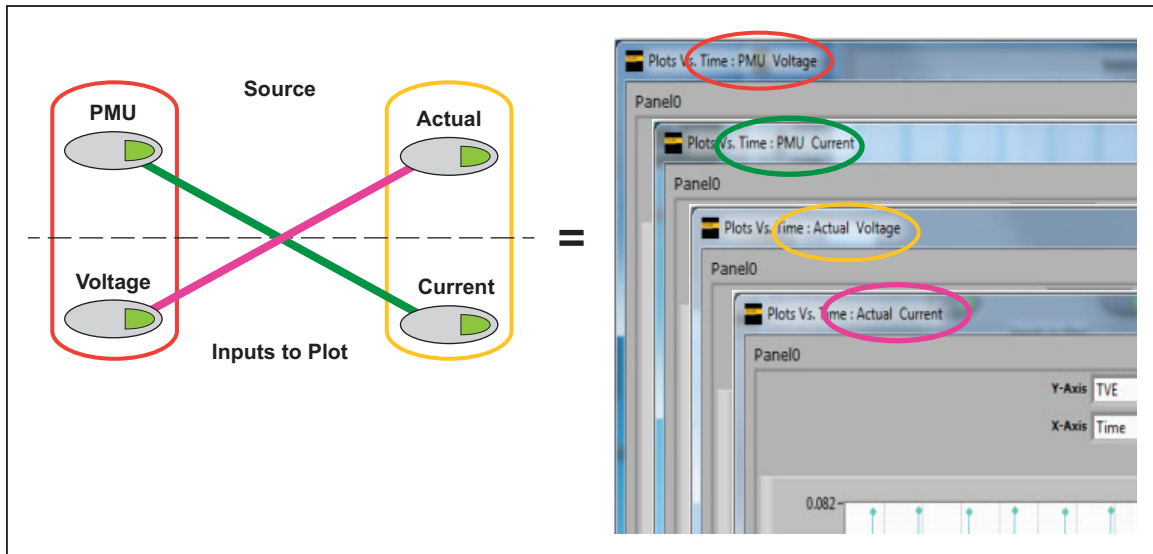 Source
PMU
Actual
Voltage
Current
Inputs to Plot
=
Plots Vs. Time : PMU Voltage
Panel0
Plots Vs. Time : PMU Current
Panel0
Plots Vs. Time : Actual Voltage
Panel0
Plots Vs. Time : Actual Current
Panel0
Y-Axis TVE
X-Axis Time
0.082